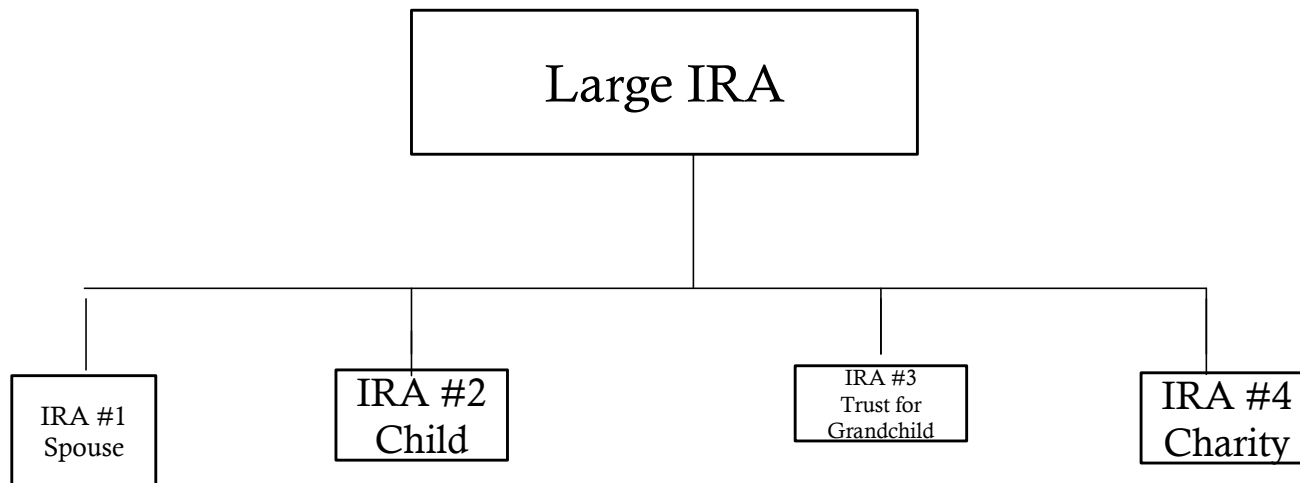 Large IRA
IRA #1
Spouse
IRA #2
Child
IRA #3
Trust for
Grandchild
IRA #4
Charity